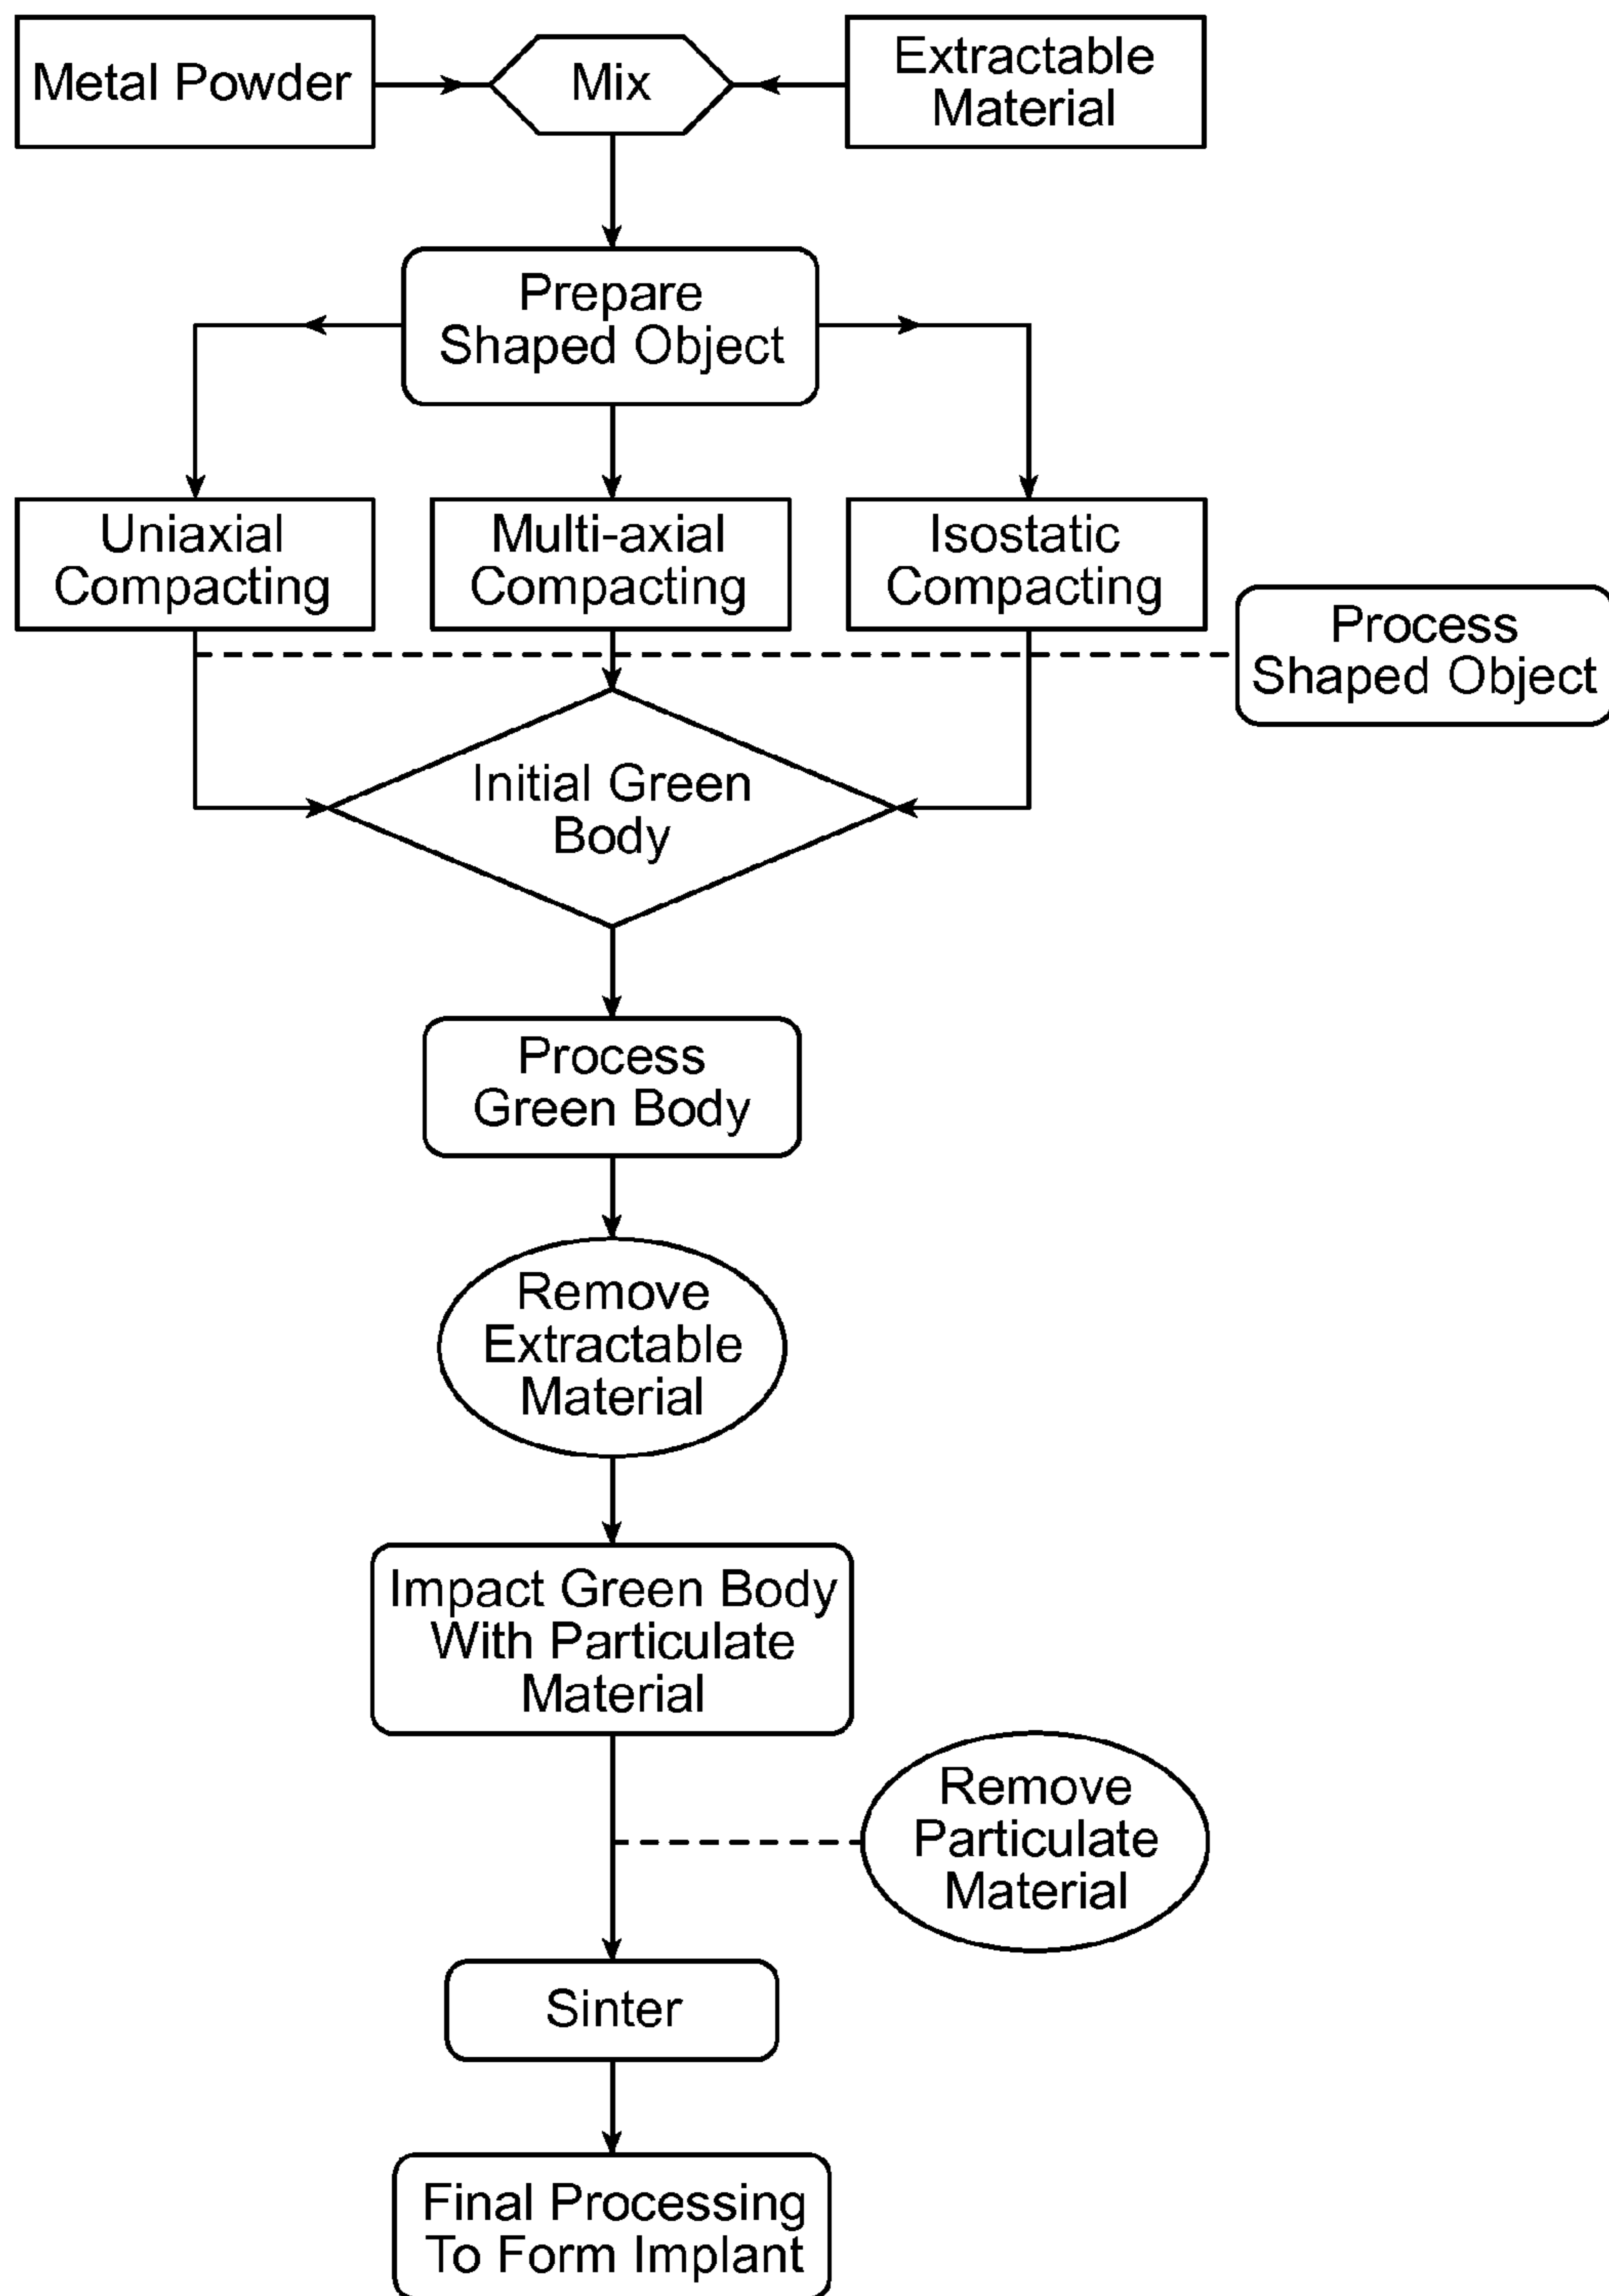 Metal Powder
Mix
Extractable
Material
Prepare
Shaped Object
Uniaxial
Compacting
Multi-axial
Compacting
Isostatic
Compacting
Process
Shaped Object
Initial Green
Body
Process
Green Body
Remove
Extractable
Material
Impact Green Body
With Particulate
Material
Remove
Particulate
Material
Sinter
Final Processing
To Form Implant